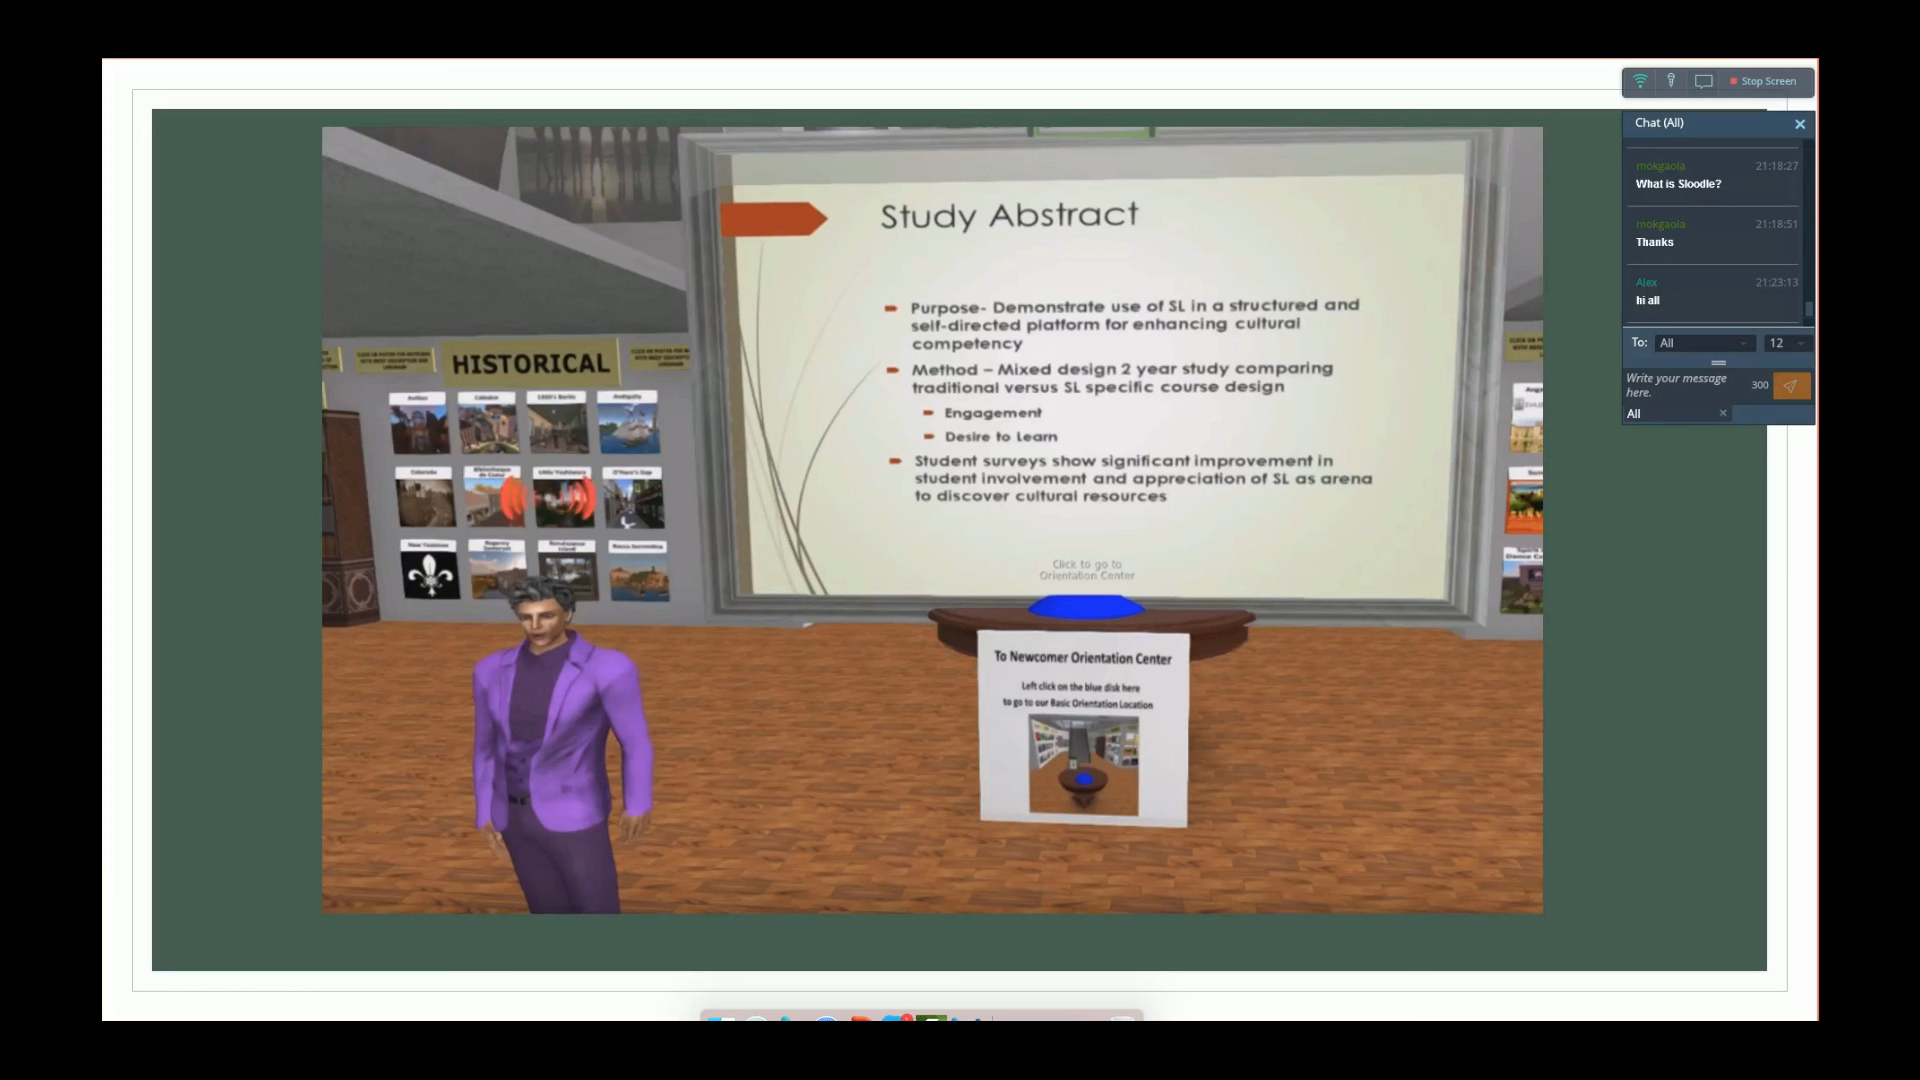 Stop Screen
Chat (All)
mokgaola 21:18:27
What is Skoodle?
mokgaola 21:18:51
Thanks
Alex 21:23:13
hi all
To: All 12
Write your message
here.
300
All
Study Abstract
Purpose- Demonstrate use of SL in a structured and
self-directed platform for enhancing cultural
competency
Method – Mixed design 2 year study comparing
traditional versus SL specific course design
Engagement
Desire to Learn
Student surveys show significant improvement in
student involvement and appreciation of SL as arena
to discover cultural resources
Click to go to
Orientation Center
HISTORICAL
To Newcomer Orientation Center
Left click on the blue disk here
to go to our Basic Orientation Location